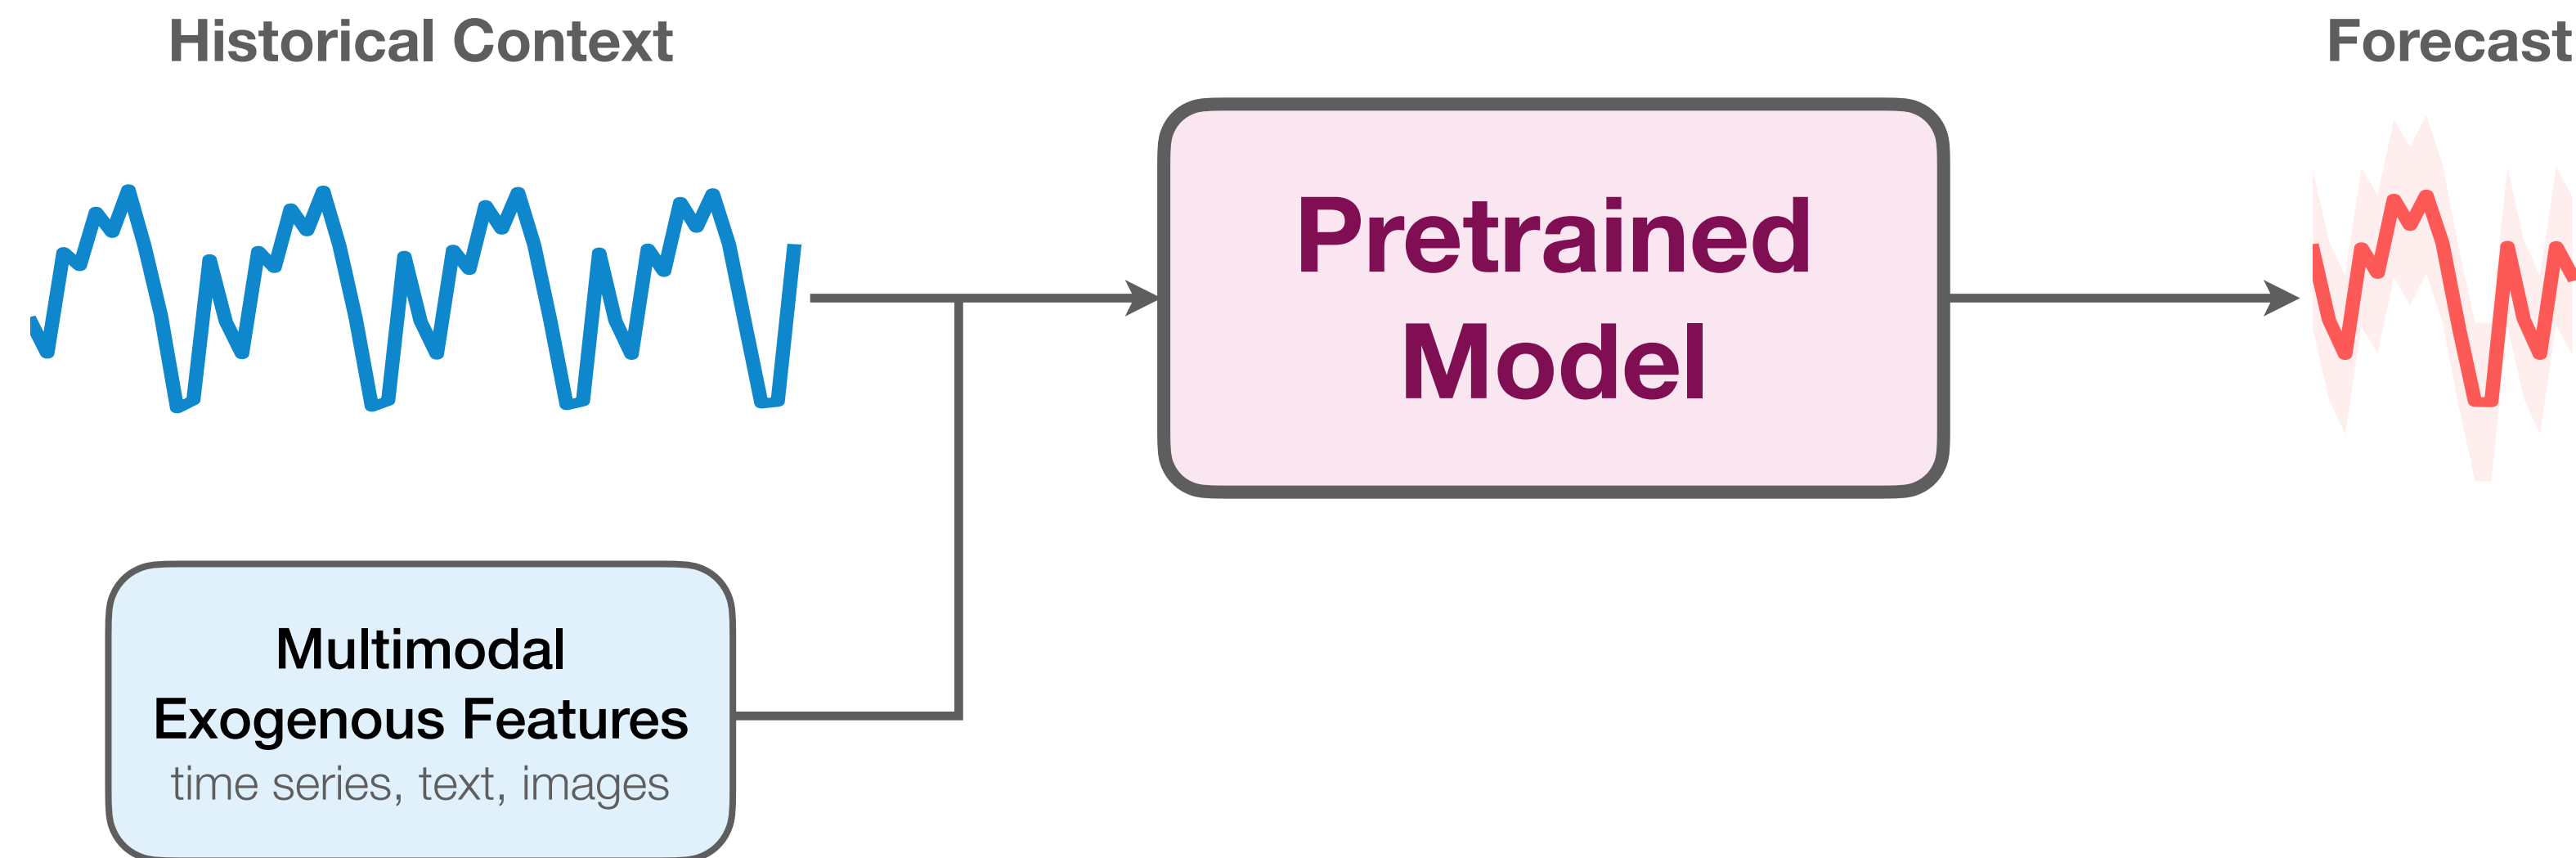 Historical Context
Forecast
Pretrained
Model
Multimodal
Exogenous Features
time series, text, images